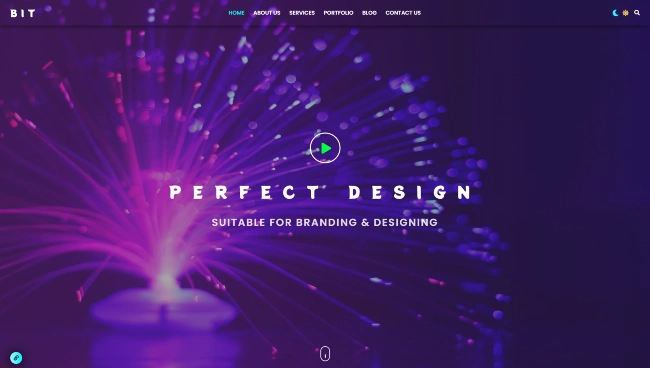 BIT
HOME ABOUT US SERVICES PORTFOLIO BLOG CONTACT US
PERFECT DESIGN
SUITABLE FOR BRANDING & DESIGNING